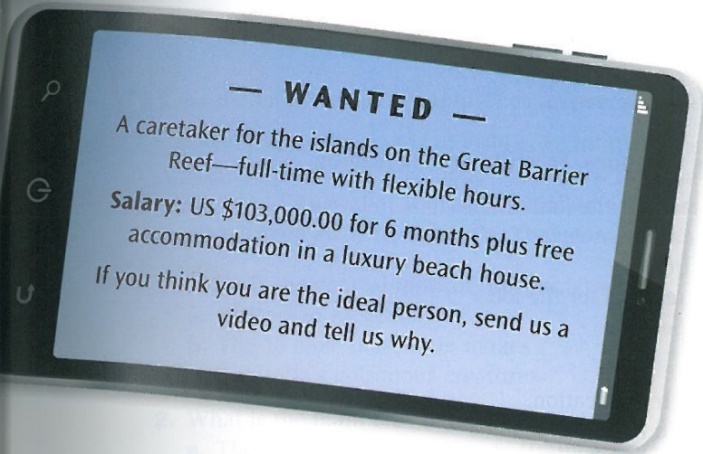 — WANTED —
A caretaker for the islands on the Great Barrier
Reef—full-time with flexible hours.
Salary: US $103,000.00 for 6 months plus free
accommodation in a luxury beach house.
If you think you are the ideal person, send us a
video and tell us why.